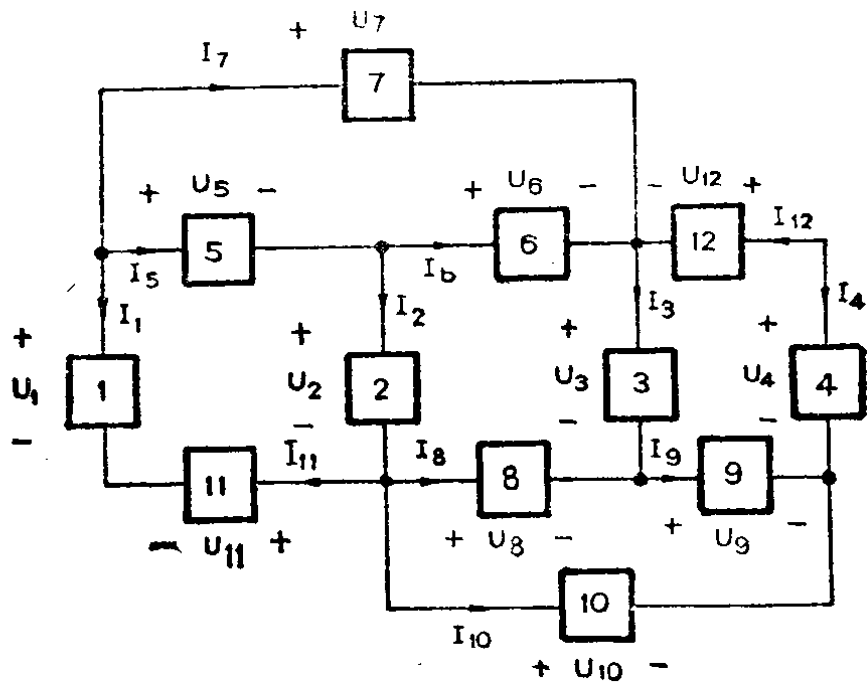 + U7
I7
7
+ U5 -
+ U6 -
- U12 +
I12
5
6
12
I5
Ib
I1
I2
I3
I4
+
U1
-
1
+
U2
-
2
+
U3
-
3
+
U4
-
4
I11
I8
I9
11
8
9
- U11 +
+ U8 -
+ U9 -
10
I10
+ U10 -